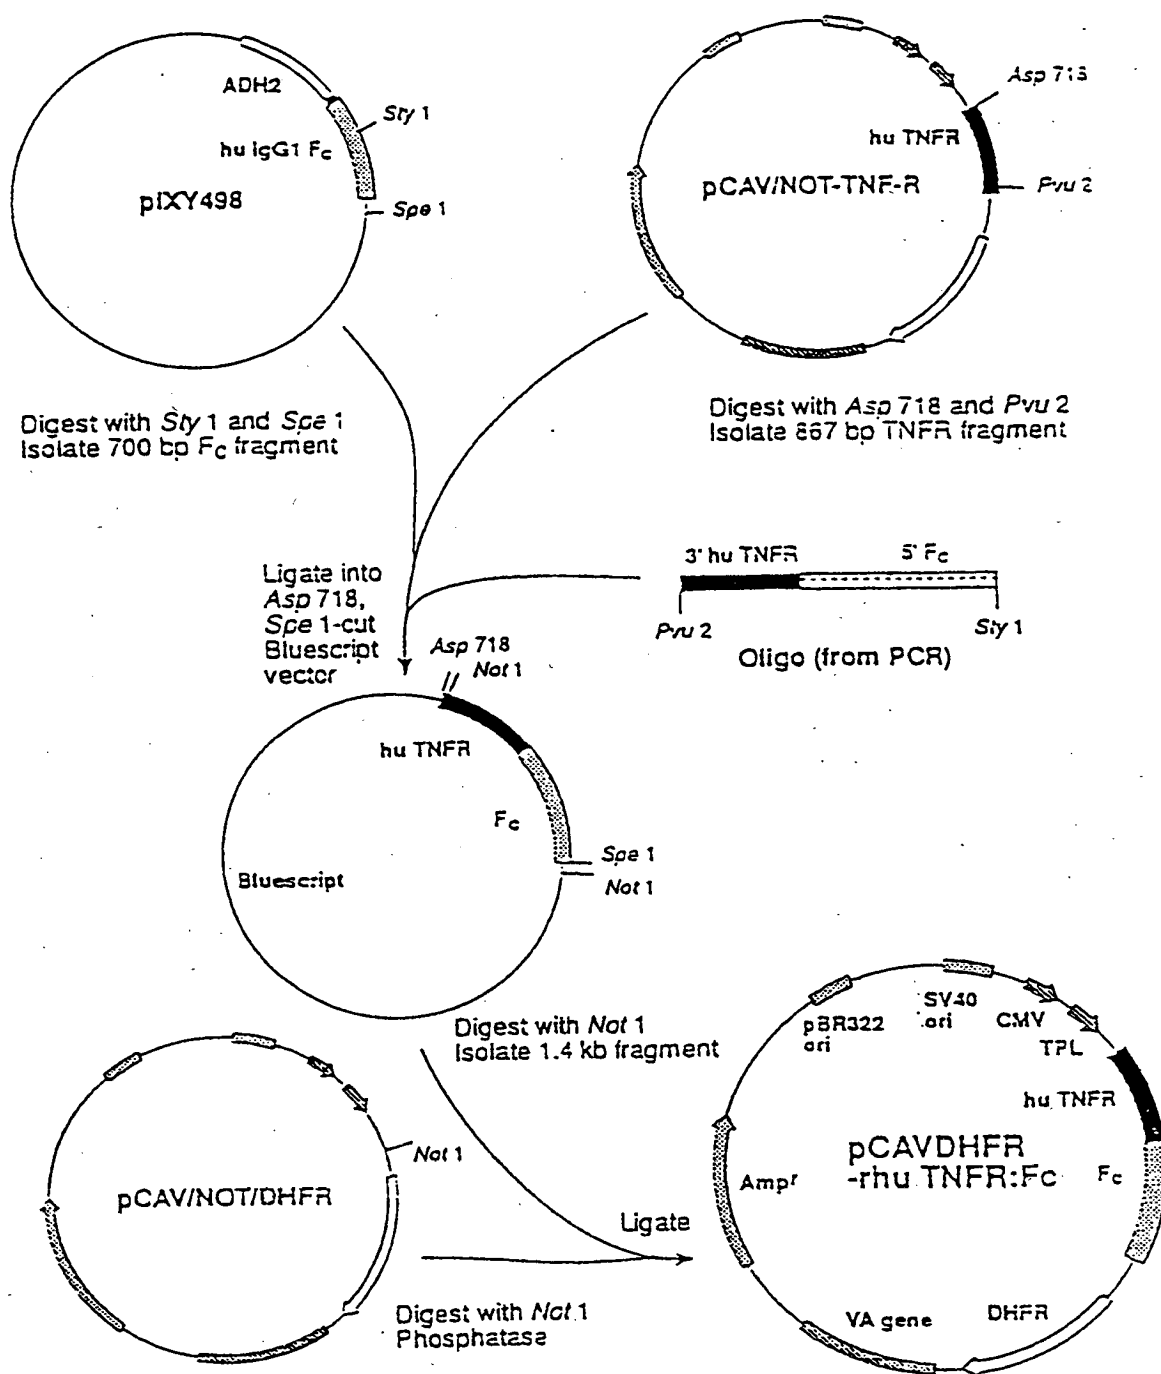 ADH2
Sty 1
hu IgG1 Fc
pIXY498
Spe 1
Asp 718
hu TNFR
pCAV/NOT-TNF-R
Pvu 2
Digest with Sty 1 and Spe 1
Isolate 700 bp Fc fragment
Digest with Asp 718 and Pvu 2
Isolate 867 bp TNFR fragment
3' hu TNFR
5' Fc
Pvu 2
Sty 1
Oligo (from PCR)
Ligate into
Asp 718,
Spe 1-cut
Bluescript
vector
Asp 718
Not 1
hu TNFR
Fc
Spe 1
Not 1
Bluescript
Digest with Not 1
Isolate 1.4 kb fragment
Not 1
pCAV/NOT/DHFR
Digest with Not 1
Phosphatase
Ligate
pBR322
ori
SV40
ori
CMV
TPL
hu TNFR
pCAVDHFR
-rhu TNFR:Fc
Fc
Ampr
VA gene
DHFR